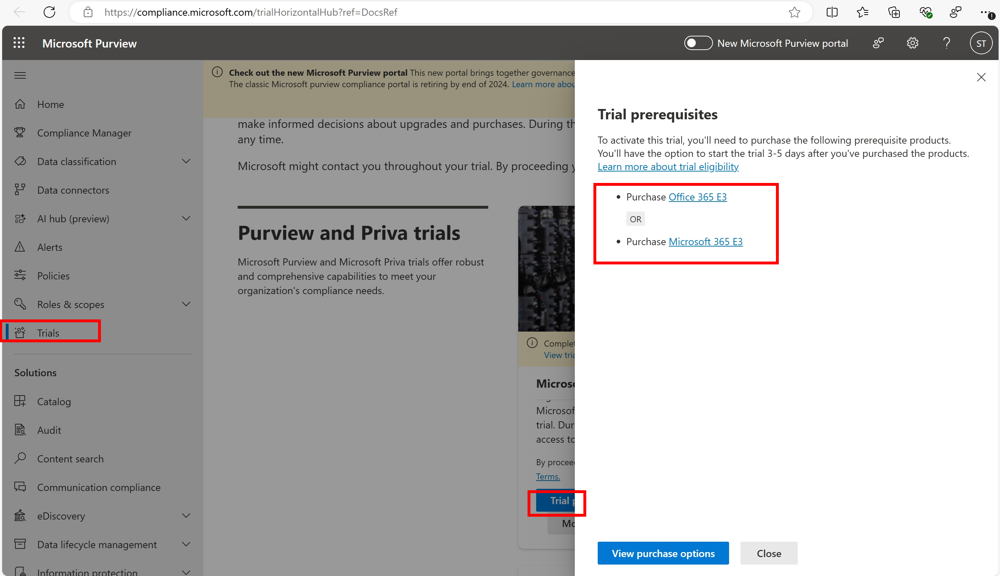 https://compliance.microsoft.com/trialHorizontalHub?ref=DocsRef
Microsoft Purview
New Microsoft Purview portal
ST
Home
Compliance Manager
Data classification
Data connectors
AI hub (preview)
Alerts
Policies
Roles & scopes
Trials
Solutions
Catalog
Audit
Content search
Communication compliance
eDiscovery
Data lifecycle management
Information protection
Check out the new Microsoft Purview portal This new portal brings together governance
The classic Microsoft purview compliance portal is retiring by end of 2024. Learn more abou
make informed decisions about upgrades and purchases. During th
any time.
Microsoft might contact you throughout your trial. By proceeding y
Purview and Priva trials
Microsoft Purview and Microsoft Priva trials offer robust
and comprehensive capabilities to meet your
organization's compliance needs.
Complet
View tria
Microso
Microsof
trial. Dur
access to
By procee
Terms.
Trial p
Mo
Trial prerequisites
To activate this trial, you'll need to purchase the following prerequisite products.
You'll have the option to start the trial 3-5 days after you've purchased the products.
Learn more about trial eligibility
• Purchase Office 365 E3
OR
• Purchase Microsoft 365 E3
View purchase options
Close